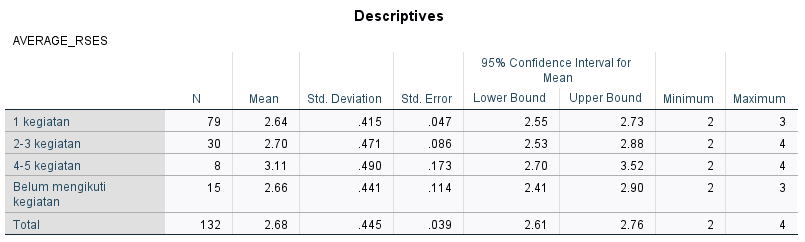 Descriptives
AVERAGE_RSES
95% Confidence Interval for
Mean
N Mean Std. Deviation Std. Error Lower Bound Upper Bound Minimum Maximum
1 kegiatan 79 2.64 .415 .047 2.55 2.73 2 3
2-3 kegiatan 30 2.70 .471 .086 2.53 2.88 2 4
4-5 kegiatan 8 3.11 .490 .173 2.70 3.52 2 4
Belum mengikuti
kegiatan 15 2.66 .441 .114 2.41 2.90 2 3
Total 132 2.68 .445 .039 2.61 2.76 2 4